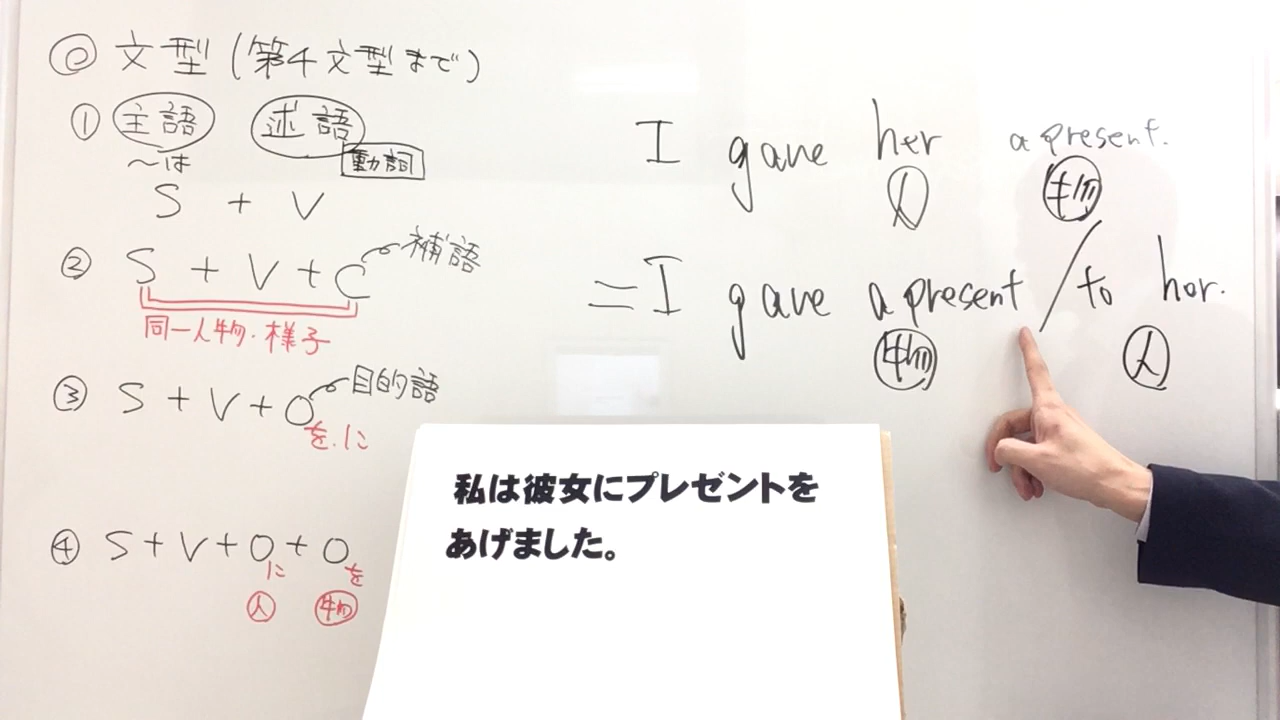 ◎ 文型(第4文型まで)
① 主語 述語
〜は 動詞
S + V
② S + V + C 補語
同一人物・様子
③ S + V + O 目的語
を.に
④ S + V + O + O
に を
人 物
I gave her a present.
人 物
= I gave a present / to her.
物 人
私は彼女にプレゼントを
あげました。